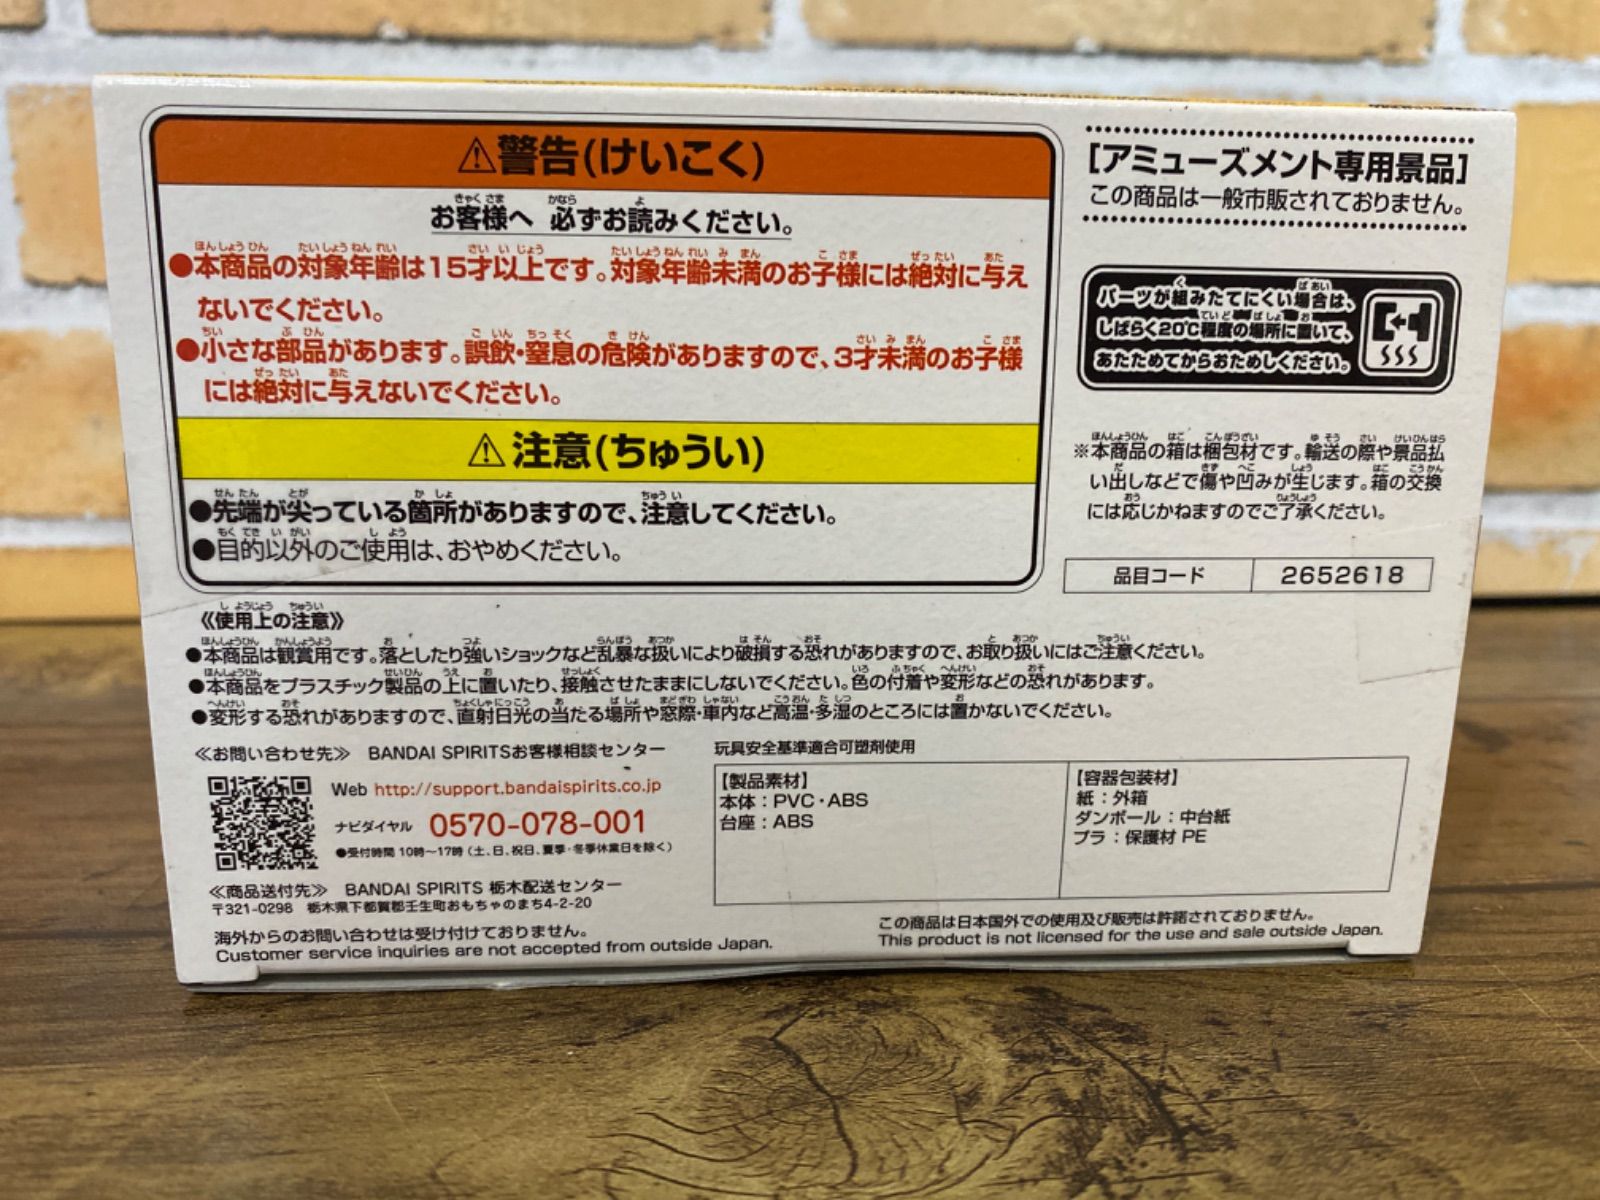 ⚠警告(けいこく)
お客様へ 必ずお読みください。
●本商品の対象年齢は15才以上です。対象年齢未満のお子様には絶対に与え
ないでください。
●小さな部品があります。誤飲・窒息の危険がありますので、3才未満のお子様
には絶対に与えないでください。
⚠注意(ちゅうい)
●先端が尖っている箇所がありますので、注意してください。
●目的以外のご使用は、おやめください。
[アミューズメント専用景品]
この商品は一般市販されておりません。
パーツが組みたてにくい場合は、
しばらく20℃程度の場所に置いて、
あたためてからおためしください。
※本商品の箱は梱包材です。輸送の際や景品払
い出しなどで傷や凹みが生じます。箱の交換
には応じかねますのでご了承ください。
品目コード 2652618
《使用上の注意》
●本商品は観賞用です。落としたり強いショックなど乱暴な扱いにより破損する恐れがありますので、お取り扱いにはご注意ください。
●本商品をプラスチック製品の上に置いたり、接触させたままにしないでください。色の付着や変形などの恐れがあります。
●変形する恐れがありますので、直射日光の当たる場所や窓際・車内など高温・多湿のところには置かないでください。
≪お問い合わせ先≫ BANDAI SPIRITSお客様相談センター
Web http://support.bandaispirits.co.jp
ナビダイヤル 0570-078-001
●受付時間 10時〜17時(土、日、祝日、夏季・冬季休業日を除く)
≪商品送付先≫ BANDAI SPIRITS 栃木配送センター
〒321-0298 栃木県下都賀郡壬生町おもちゃのまち4-2-20
海外からのお問い合わせは受け付けておりません。
Customer service inquiries are not accepted from outside Japan.
玩具安全基準適合可塑剤使用
【製品素材】
本体：PVC・ABS
台座：ABS
【容器包装材】
紙：外箱
ダンボール：中台紙
プラ：保護材 PE
この商品は日本国外での使用及び販売は許諾されておりません。
This product is not licensed for the use and sale outside Japan.